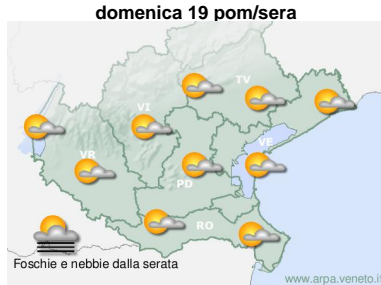 domenica 19 pom/sera
TV
VI
VE
VR
PD
RO
Foschie e nebbie dalla serata
www.arpa.veneto.it